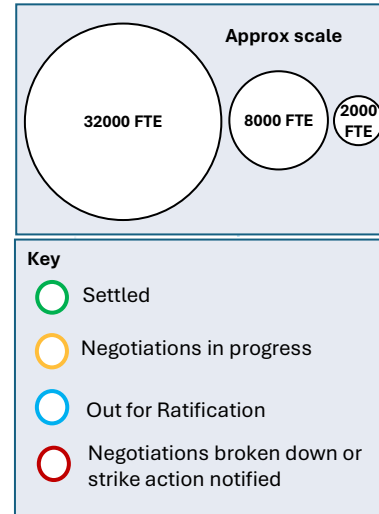 Approx scale
32000 FTE
8000 FTE
2000
FTE
Key
Settled
Negotiations in progress
Out for Ratification
Negotiations broken down or
strike action notified